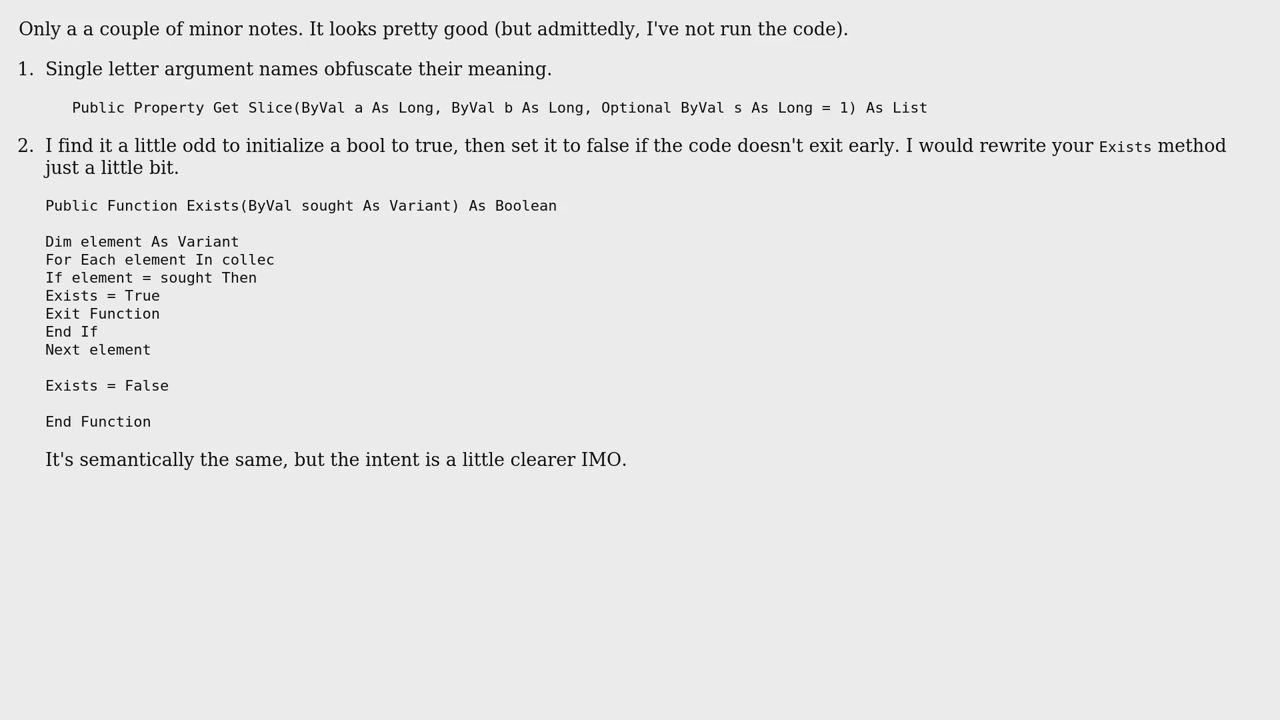 Only a a couple of minor notes. It looks pretty good (but admittedly, I've not run the code).
1. Single letter argument names obfuscate their meaning.
Public Property Get Slice(ByVal a As Long, ByVal b As Long, Optional ByVal s As Long = 1) As List
2. I find it a little odd to initialize a bool to true, then set it to false if the code doesn't exit early. I would rewrite your Exists method
just a little bit.
Public Function Exists(ByVal sought As Variant) As Boolean
Dim element As Variant
For Each element In collec
If element = sought Then
Exists = True
Exit Function
End If
Next element
Exists = False
End Function
It's semantically the same, but the intent is a little clearer IMO.